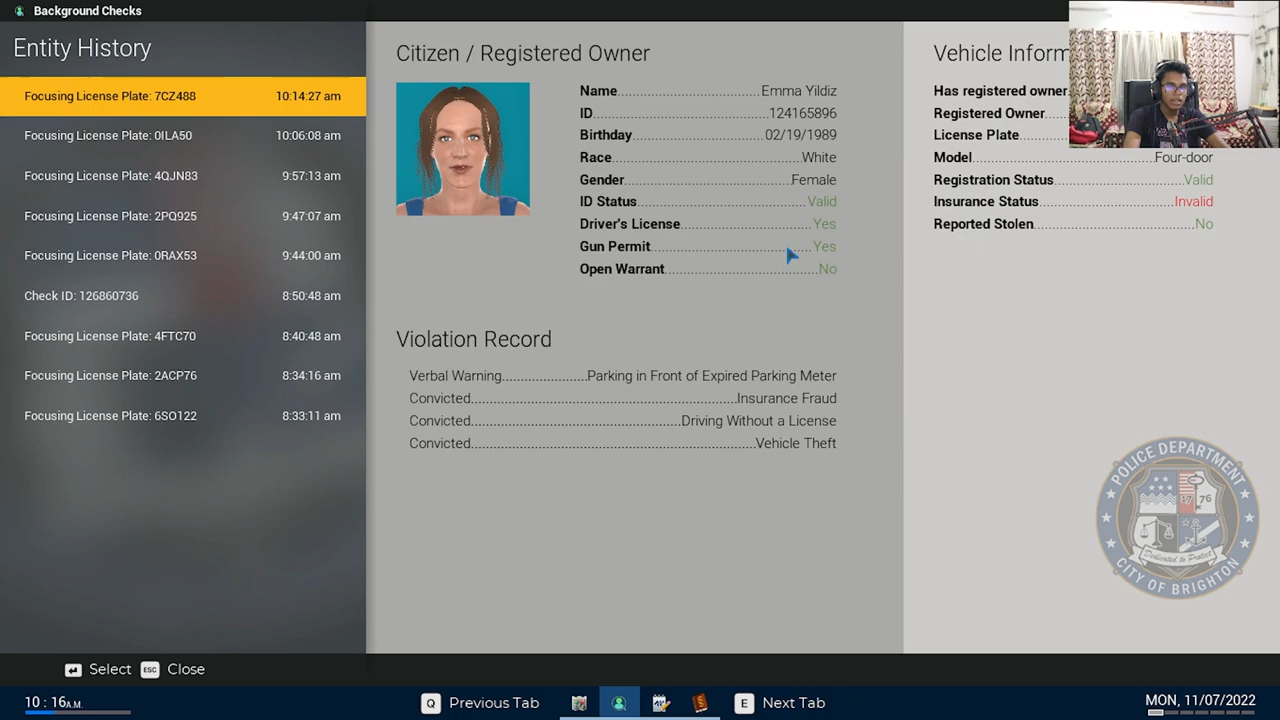 Background Checks
Entity History
Focusing License Plate: 7CZ488 10:14:27 am
Focusing License Plate: 0ILA50 10:06:08 am
Focusing License Plate: 4QJN83 9:57:13 am
Focusing License Plate: 2PQ925 9:47:07 am
Focusing License Plate: 0RAX53 9:44:00 am
Check ID: 126860736 8:50:48 am
Focusing License Plate: 4FTC70 8:40:48 am
Focusing License Plate: 2ACP76 8:34:16 am
Focusing License Plate: 6SO122 8:33:11 am
Select ESC Close
Citizen / Registered Owner
Name Emma Yildiz
ID 124165896
Birthday 02/19/1989
Race White
Gender Female
ID Status Valid
Driver's License Yes
Gun Permit Yes
Open Warrant No
Violation Record
Verbal Warning Parking in Front of Expired Parking Meter
Convicted Insurance Fraud
Convicted Driving Without a License
Convicted Vehicle Theft
Vehicle Inform
Has registered owner
Registered Owner
License Plate
Model Four-door
Registration Status Valid
Insurance Status Invalid
Reported Stolen No
POLICE DEPARTMENT
1776
Dedicated to Protect
CITY OF BRIGHTON
10 : 16 A.M.
Q Previous Tab
E Next Tab
MON, 11/07/2022